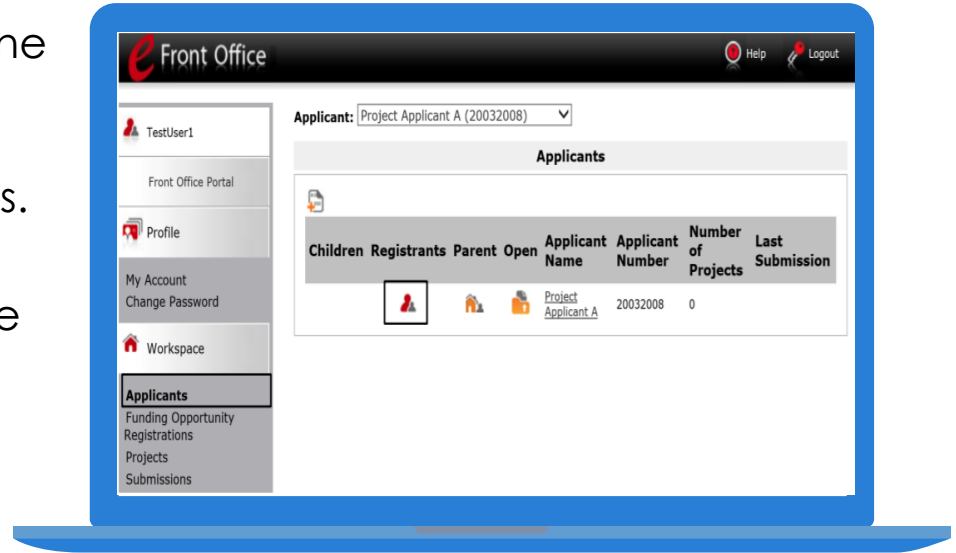 ne
s.
e
e Front Office
Help
Logout
TestUser1
Front Office Portal
Profile
My Account
Change Password
Workspace
Applicants
Funding Opportunity
Registrations
Projects
Submissions
Applicant: Project Applicant A (20032008)
Applicants
Children Registrants Parent Open Applicant Name Applicant Number Number of Projects Last Submission
Project
Applicant A
20032008
0